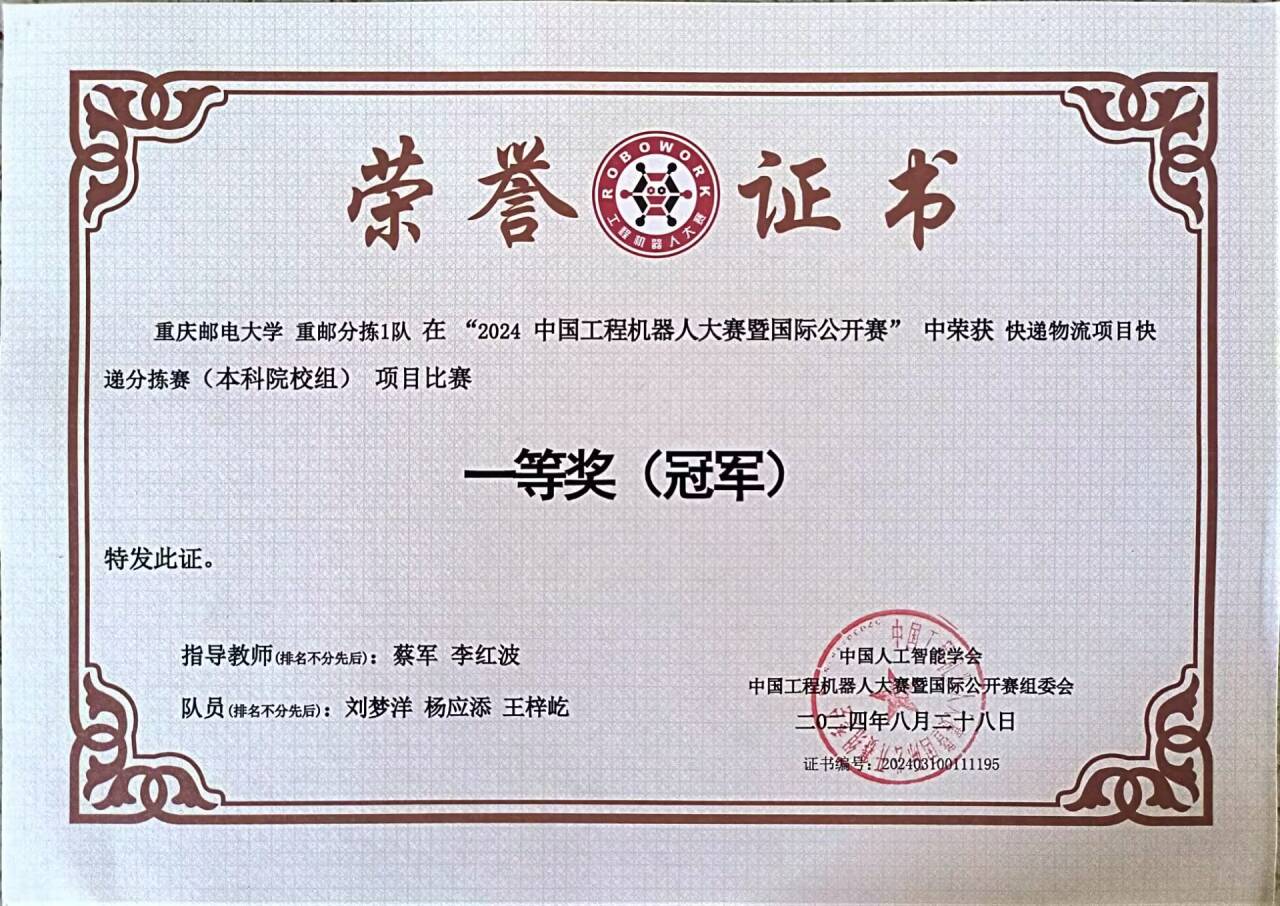 荣誉证书
ROBOWORK
工程机器人大赛
重庆邮电大学 重邮分拣1队 在 “2024 中国工程机器人大赛暨国际公开赛” 中荣获 快递物流项目快
递分拣赛（本科院校组） 项目比赛
一等奖（冠军）
特发此证。
指导教师(排名不分先后)：蔡军 李红波
队员(排名不分先后)：刘梦洋 杨应添 王梓屹
中国人工智能学会
中国工程机器人大赛暨国际公开赛组委会
二〇二四年八月二十八日
证书编号：202403100111195